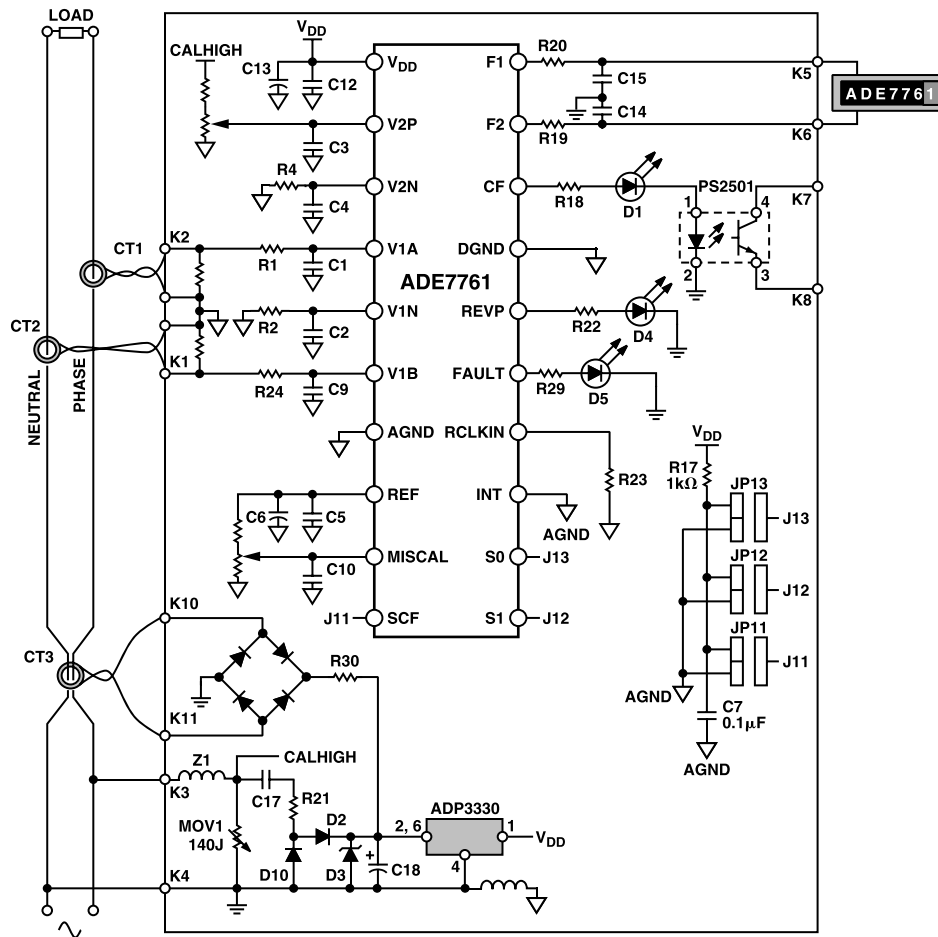 LOAD
VDD
CALHIGH
C13
C12
VDD
F1
R20
C15
K5
ADE7761
C3
V2P
F2
R19
C14
K6
R4
C4
V2N
CF
R18
D1
PS2501
1
4
K7
2
3
K8
K2
CT1
R1
C1
V1A
DGND
ADE7761
CT2
R2
C2
V1N
REVP
R22
D4
K1
R24
C9
V1B
FAULT
R29
D5
NEUTRAL
PHASE
AGND
RCLKIN
R23
VDD
R17
1kΩ
JP13
J13
C6
C5
REF
INT
AGND
C10
MISCAL
S0
J13
JP12
J12
J11
SCF
S1
J12
JP11
J11
AGND
C7
0.1μF
AGND
K10
CT3
R30
K11
Z1
CALHIGH
K3
C17
R21
MOV1
140J
D2
2, 6
ADP3330
1
VDD
D10
D3
+
C18
4
K4